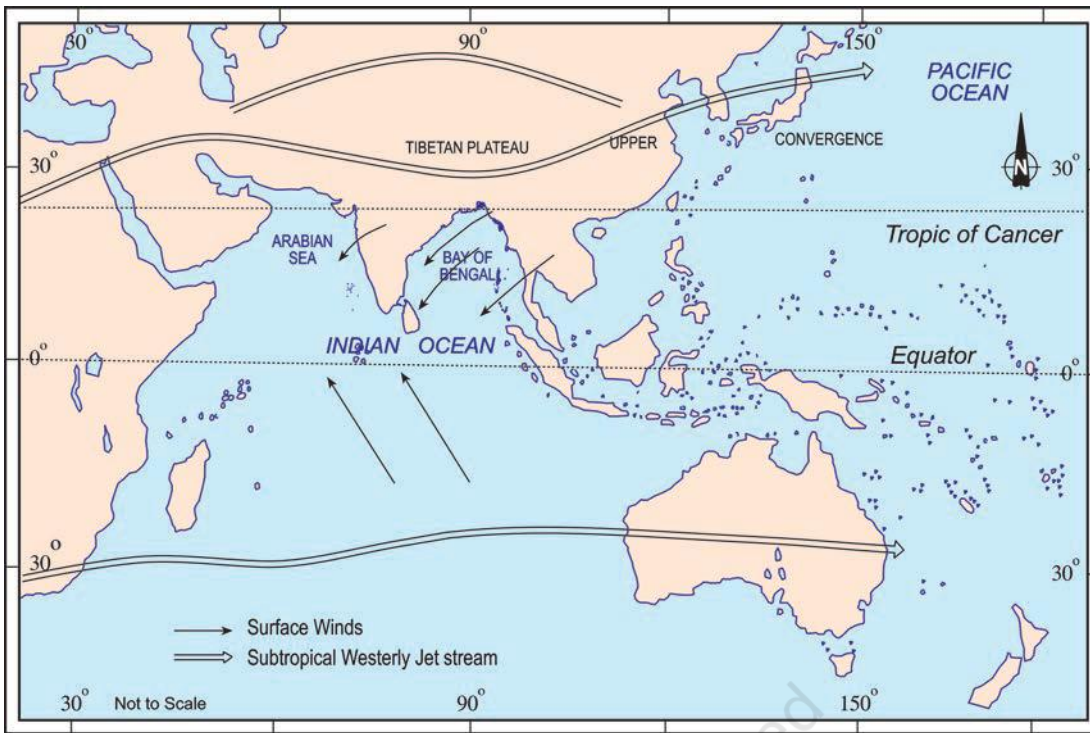 30°
90°
150°
PACIFIC
OCEAN
TIBETAN PLATEAU
UPPER
CONVERGENCE
N
30°
30°
ARABIAN
SEA
BAY OF
BENGAL
Tropic of Cancer
INDIAN OCEAN
Equator
0°
0°
30°
30°
Surface Winds
Subtropical Westerly Jet stream
30°
Not to Scale
90°
150°